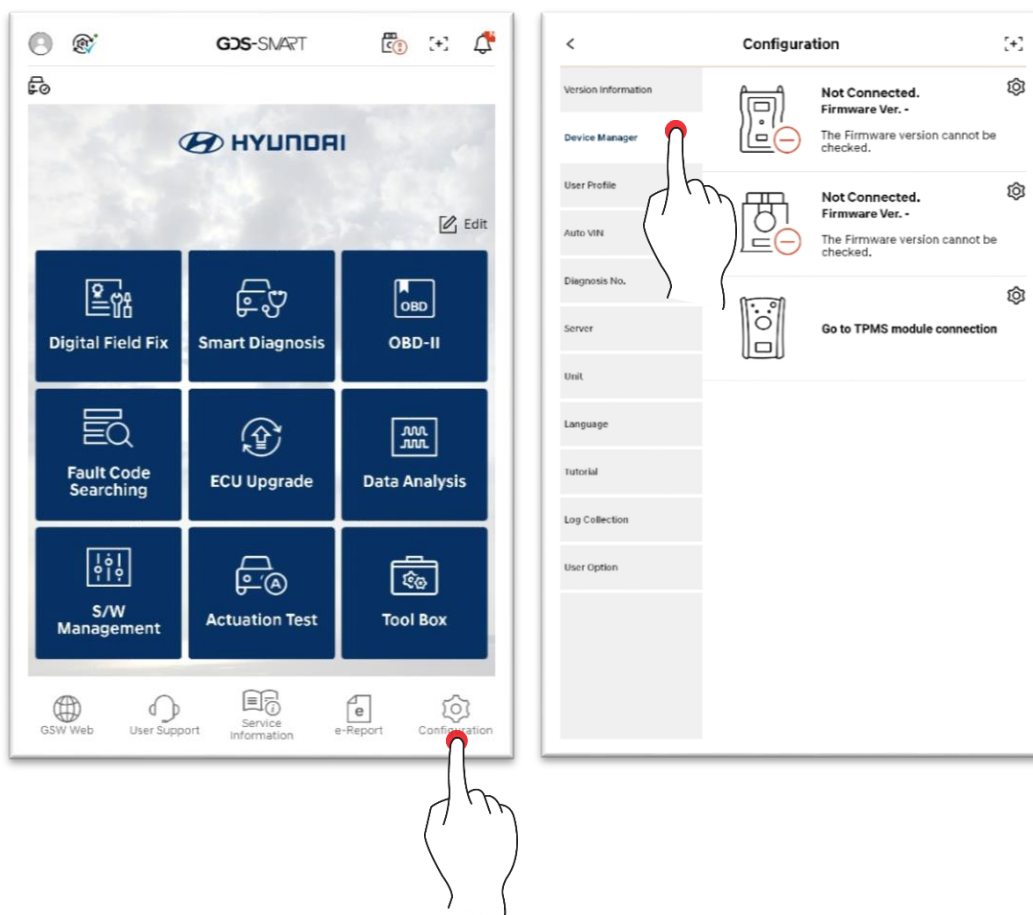 GDS-SMART
HYUNDAI
Edit
Digital Field Fix
Smart Diagnosis
OBD
OBD-II
Fault Code
Searching
ECU Upgrade
Data Analysis
S/W
Management
A
Actuation Test
Tool Box
GSW Web
User Support
Service
Information
e
e-Report
Configuration
Configuration
Version Information
Device Manager
User Profile
Auto VIN
Diagnosis No.
Server
Unit
Language
Tutorial
Log Collection
User Option
Not Connected.
Firmware Ver. -
The Firmware version cannot be
checked.
Not Connected.
Firmware Ver. -
The Firmware version cannot be
checked.
Go to TPMS module connection